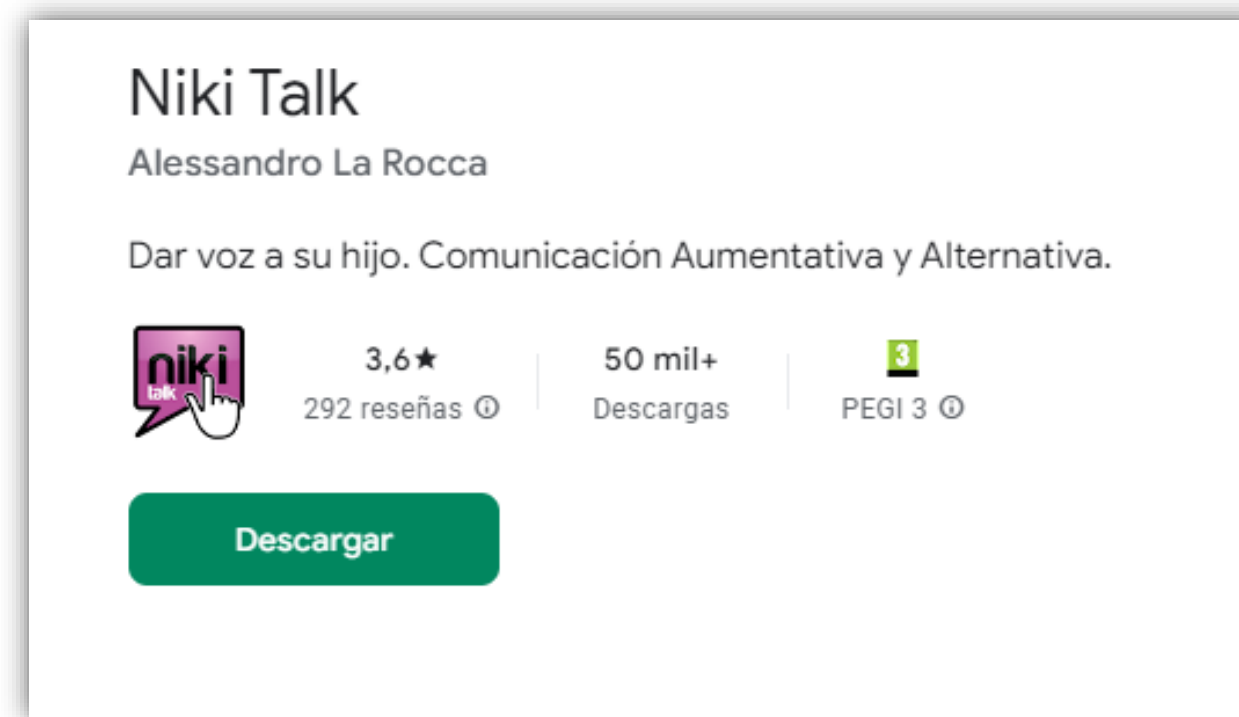 Niki Talk
Alessandro La Rocca
Dar voz a su hijo. Comunicación Aumentativa y Alternativa.
niki
talk
3,6★
292 reseñas
50 mil+
Descargas
3
PEGI 3
Descargar